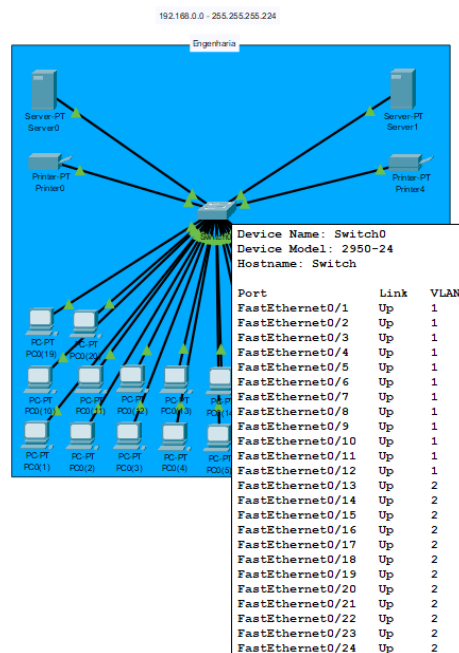 192.168.0.0 - 255.255.255.224
Engenharia
Server-PT
Server0
Server-PT
Server1
Printer-PT
Printer0
Printer-PT
Printer4
Device Name: Switch0
Device Model: 2950-24
Hostname: Switch
Port Link VLAN
FastEthernet0/1 Up 1
FastEthernet0/2 Up 1
FastEthernet0/3 Up 1
FastEthernet0/4 Up 1
FastEthernet0/5 Up 1
FastEthernet0/6 Up 1
FastEthernet0/7 Up 1
FastEthernet0/8 Up 1
FastEthernet0/9 Up 1
FastEthernet0/10 Up 1
FastEthernet0/11 Up 1
FastEthernet0/12 Up 1
FastEthernet0/13 Up 2
FastEthernet0/14 Up 2
FastEthernet0/15 Up 2
FastEthernet0/16 Up 2
FastEthernet0/17 Up 2
FastEthernet0/18 Up 2
FastEthernet0/19 Up 2
FastEthernet0/20 Up 2
FastEthernet0/21 Up 2
FastEthernet0/22 Up 2
FastEthernet0/23 Up 2
FastEthernet0/24 Up 2
PC-PT PC-PT
PC0(19) PC0(20)
PC-PT PC-PT PC-PT PC-PT
PC0(10) PC0(11) PC0(12) PC0(13)
PC-PT PC-PT PC-PT PC-PT
PC0(1) PC0(2) PC0(3) PC0(4)